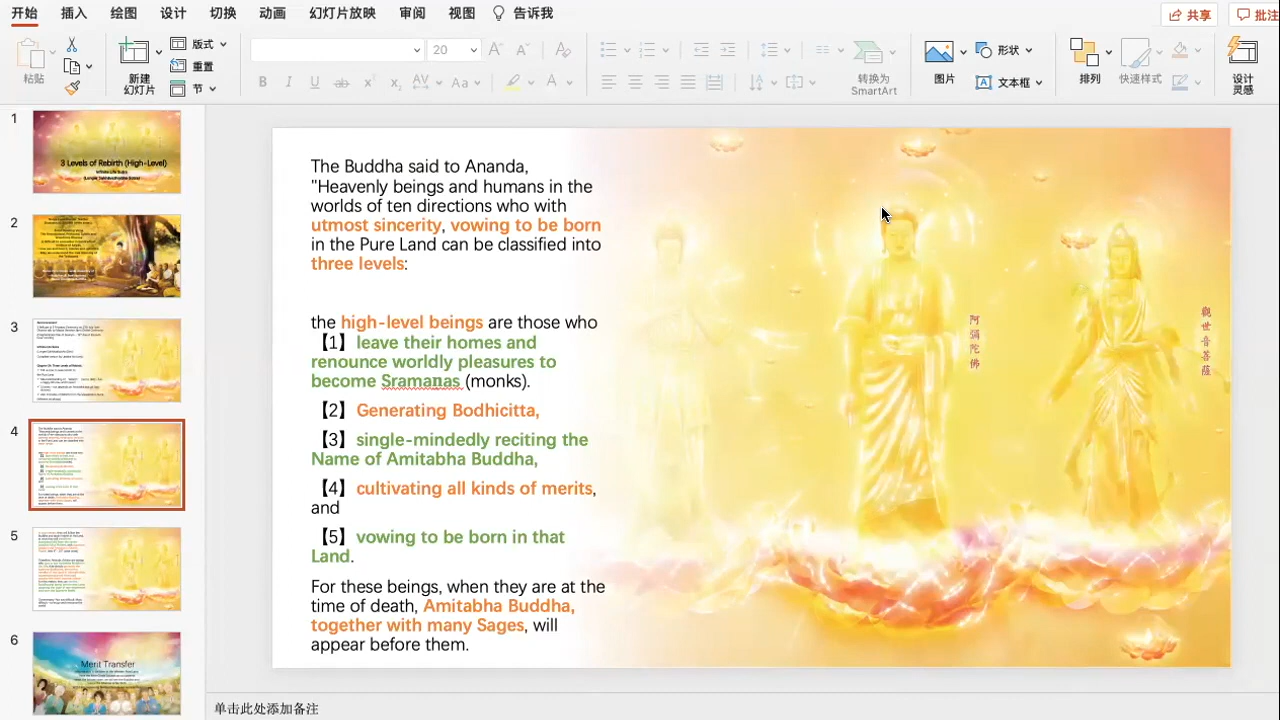 开始 插入 绘图 设计 切换 动画 幻灯片放映 审阅 视图 告诉我 共享 批注
粘贴 新建 幻灯片 版式 重置 节 20 转换为 SmartArt 图片 形状 文本框 排列 快速样式 设计 灵感
1
3 Levels of Rebirth (High-Level)
2
3
4
5
6
Merit Transfer
The Buddha said to Ananda,
"Heavenly beings and humans in the
worlds of ten directions who with
utmost sincerity, vowed to be born
in the Pure Land can be classified into
three levels:
the high-level beings are those who
【1】 leave their homes and
renounce worldly pleasures to
become Sramanas (monks).
【2】 Generating Bodhicitta,
【3】 single-mindedly reciting the
name of Amitabha Buddha,
cultivating all kinds of merits,
and
【5】 vowing to be born in that
Land
For these beings, when they are at the
time of death, Amitabha Buddha,
together with many Sages, will
appear before them.
阿彌陀佛
觀世音菩薩
单击此处添加备注